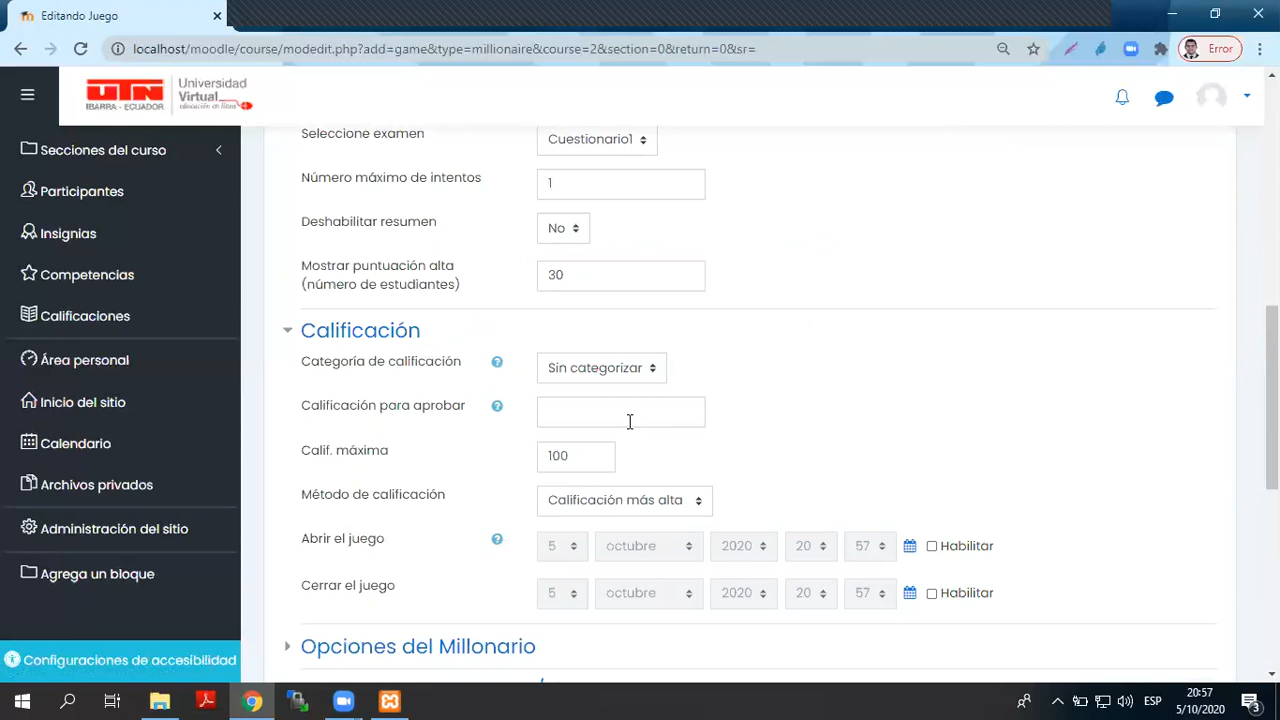 Editando Juego
localhost/moodle/course/modedit.php?add=game&type=millionaire&course=2&section=0&return=0&sr=
Error
UTN
IBARRA - ECUADOR
Universidad
Virtual
educación en línea
Secciones del curso
Participantes
Insignias
Competencias
Calificaciones
Área personal
Inicio del sitio
Calendario
Archivos privados
Administración del sitio
Agrega un bloque
Configuraciones de accesibilidad
Seleccione examen
Cuestionario1
Número máximo de intentos
1
Deshabilitar resumen
No
Mostrar puntuación alta
(número de estudiantes)
30
Calificación
Categoría de calificación
Sin categorizar
Calificación para aprobar
Calif. máxima
100
Método de calificación
Calificación más alta
Abrir el juego
5 octubre 2020 20 57 Habilitar
Cerrar el juego
5 octubre 2020 20 57 Habilitar
Opciones del Millonario
ESP
20:57
5/10/2020
3